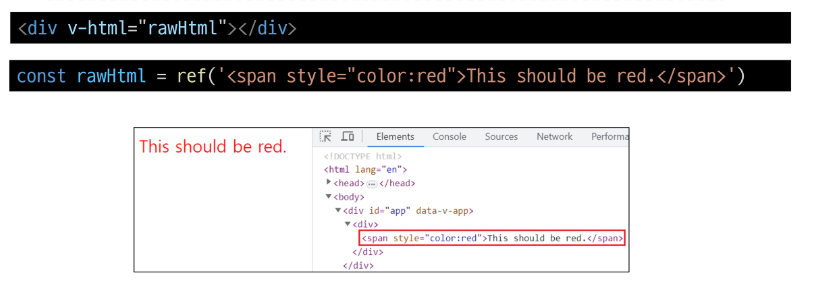 <div v-html="rawHtml"></div>
const rawHtml = ref('<span style="color:red">This should be red.</span>')
This should be red.
Elements Console Sources Network Performa
<!DOCTYPE html>
<html lang="en">
<head> … </head>
<body>
<div id="app" data-v-app>
<div>
<span style="color:red">This should be red.</span>
</div>
</div>